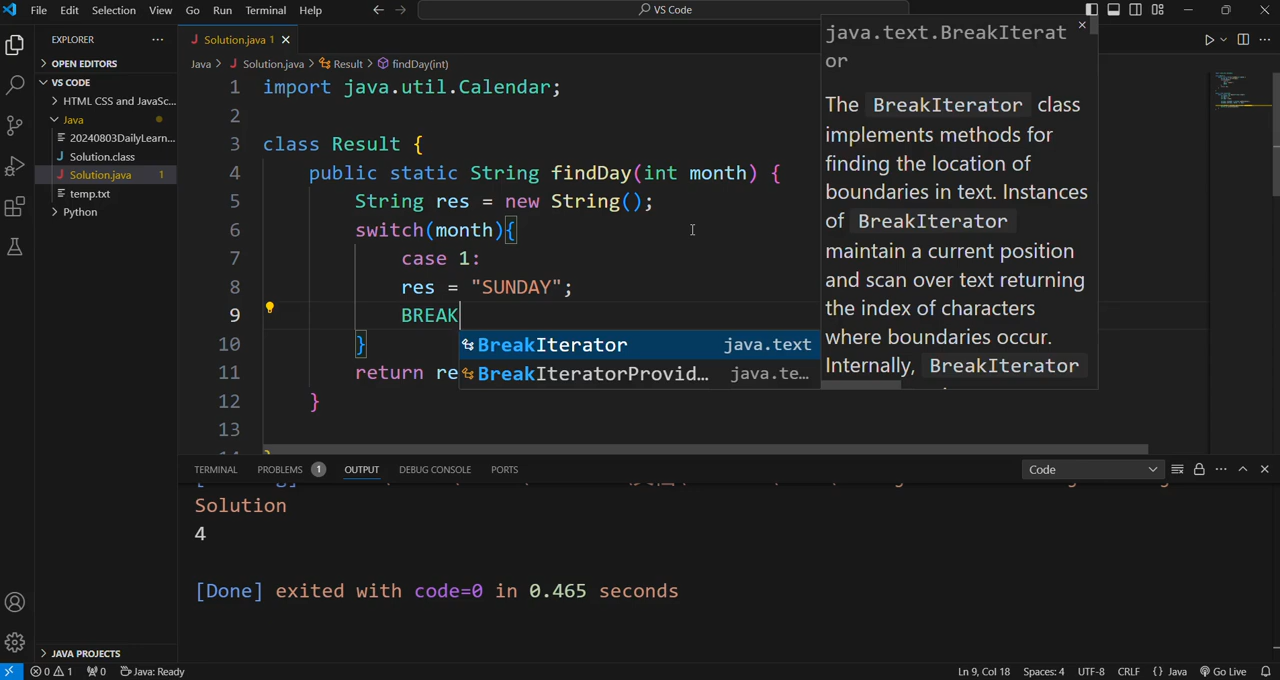 File Edit Selection View Go Run Terminal Help
VS Code
EXPLORER
OPEN EDITORS
VS CODE
HTML CSS and JavaSc...
Java
20240803DailyLearn...
Solution.class
Solution.java 1
temp.txt
Python
JAVA PROJECTS
Solution.java 1
Java > Solution.java > Result > findDay(int)
1 import java.util.Calendar;
2
3 class Result {
4 public static String findDay(int month) {
5 String res = new String();
6 switch(month){
7 case 1:
8 res = "SUNDAY";
9 BREAK
10 }
11 return re
12 }
13
BreakIterator java.text
BreakIteratorProvid... java.te...
java.text.BreakIterat
or
The BreakIterator class
implements methods for
finding the location of
boundaries in text. Instances
of BreakIterator
maintain a current position
and scan over text returning
the index of characters
where boundaries occur.
Internally, BreakIterator
TERMINAL PROBLEMS 1 OUTPUT DEBUG CONSOLE PORTS
Code
Solution
4
[Done] exited with code=0 in 0.465 seconds
0 1 0 Java: Ready
Ln 9, Col 18 Spaces: 4 UTF-8 CRLF {} Java Go Live